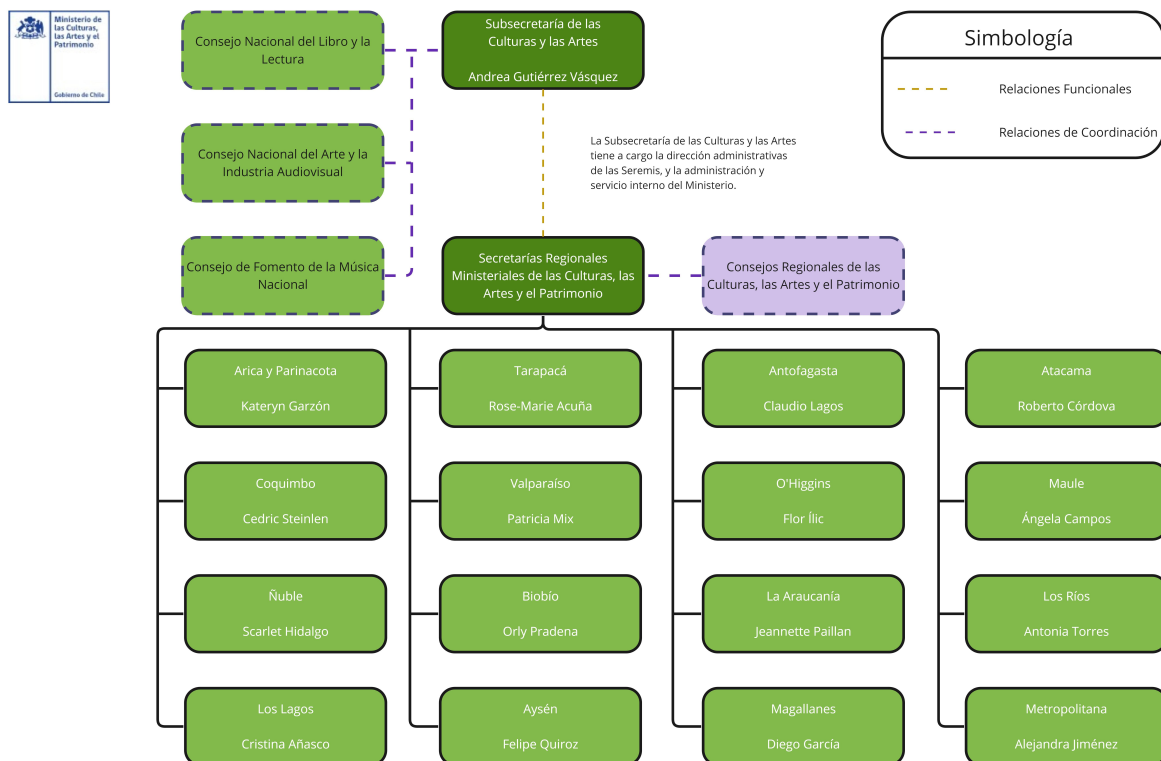 Ministerio de
las Culturas,
las Artes y el
Patrimonio
Gobierno de Chile
Consejo Nacional del Libro y la
Lectura
Subsecretaría de las
Culturas y las Artes
Andrea Gutiérrez Vásquez
Simbología
Relaciones Funcionales
Relaciones de Coordinación
Consejo Nacional del Arte y la
Industria Audiovisual
La Subsecretaría de las Culturas y las Artes
tiene a cargo la dirección administrativas
de las Seremis, y la administración y
servicio interno del Ministerio.
Consejo de Fomento de la Música
Nacional
Secretarías Regionales
Ministeriales de las Culturas, las
Artes y el Patrimonio
Consejos Regionales de las
Culturas, las Artes y el Patrimonio
Arica y Parinacota
Kateryn Garzón
Tarapacá
Rose-Marie Acuña
Antofagasta
Claudio Lagos
Atacama
Roberto Córdova
Coquimbo
Cedric Steinlen
Valparaíso
Patricia Mix
O'Higgins
Flor Ílic
Maule
Ángela Campos
Ñuble
Scarlet Hidalgo
Biobío
Orly Pradena
La Araucanía
Jeannette Paillan
Los Ríos
Antonia Torres
Los Lagos
Cristina Añasco
Aysén
Felipe Quiroz
Magallanes
Diego García
Metropolitana
Alejandra Jiménez